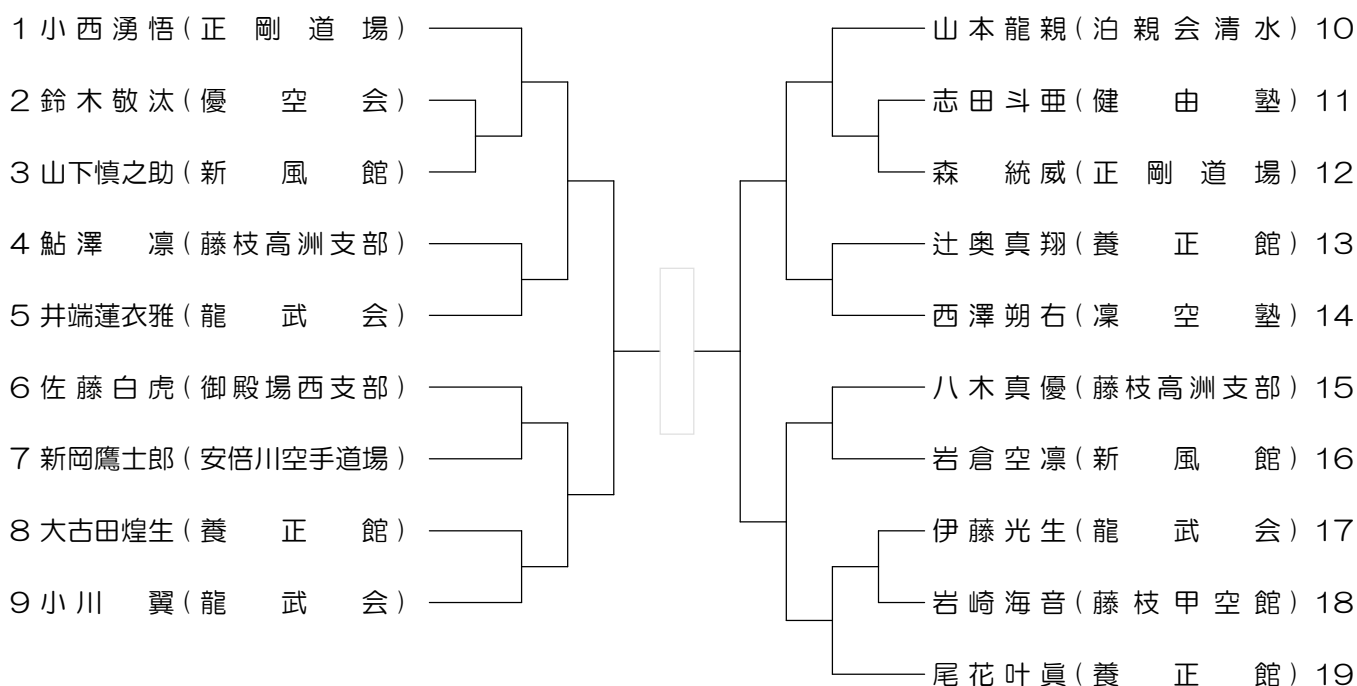 1 小西湧悟(正剛道場)
2 鈴木敬汰(優空会)
3 山下慎之助(新風館)
4 鮎澤 凛(藤枝高洲支部)
5 井端蓮衣雅(龍武会)
6 佐藤白虎(御殿場西支部)
7 新岡鷹士郎(安倍川空手道場)
8 大古田煌生(養正館)
9 小川 翼(龍武会)
山本龍親(泊親会清水) 10
志田斗亜(健由塾) 11
森 統威(正剛道場) 12
辻奥真翔(養正館) 13
西澤朔右(凜空塾) 14
八木真優(藤枝高洲支部) 15
岩倉空凛(新風館) 16
伊藤光生(龍武会) 17
岩崎海音(藤枝甲空館) 18
尾花叶眞(養正館) 19